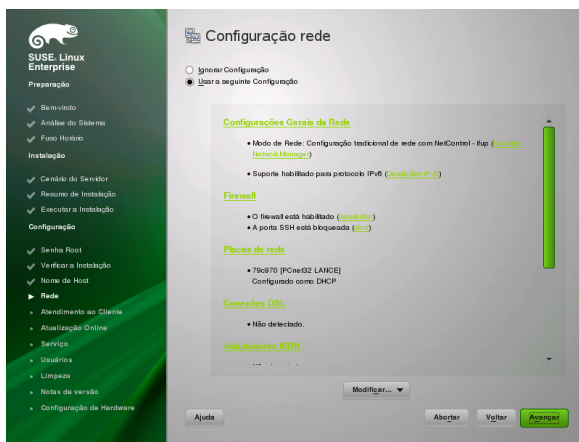 SUSE. Linux
Enterprise
Preparação
Bem-vindo
Análise do Sistema
Fuso Horário
Instalação
Cenário do Servidor
Resumo de Instalação
Executar a Instalação
Configuração
Senha Root
Verificar a Instalação
Nome de Host
Rede
Atendimento ao Cliente
Atualização Online
Serviço
Usuários
Limpeza
Notas da versão
Configuração de Hardware
Configuração rede
Ignorar Configuração
Usar a seguinte Configuração
Configurações Gerais da Rede
Modo de Rede: Configuração tradicional de rede com NetControl - ifup (
NetworkManager)
Suporte habilitado para protocolo IPv6 (Desabilitar IPv6)
Firewall
O firewall está habilitado (desabilitar)
A porta SSH está bloqueada (abrir)
Placas de rede
79c970 [PCnet32 LANCE]
Configurado como DHCP
Conexões DSL
Não detectado.
Adaptadores ISDN
Modificar...
Ajuda
Abortar
Voltar
Avançar